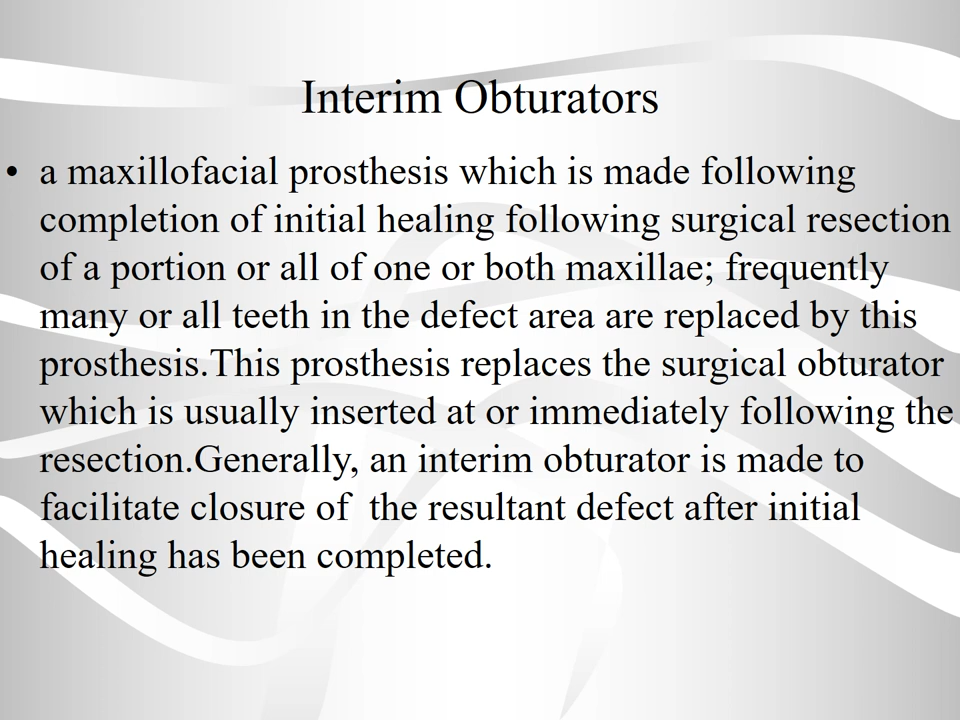 Interim Obturators
• a maxillofacial prosthesis which is made following
completion of initial healing following surgical resection
of a portion or all of one or both maxillae; frequently
many or all teeth in the defect area are replaced by this
prosthesis.This prosthesis replaces the surgical obturator
which is usually inserted at or immediately following the
resection.Generally, an interim obturator is made to
facilitate closure of  the resultant defect after initial
healing has been completed.